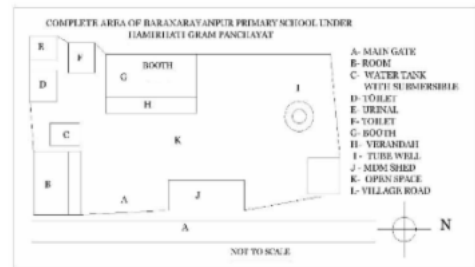 COMPLETE AREA OF BARANARAYANPUR PRIMARY SCHOOL UNDER
HAMIRHATI GRAM PANCHAYAT
E
F
BOOTH
G
D
I
H
C
K
B
J
A
A
N
NOT TO SCALE
A- MAIN GATE
B- ROOM
C- WATER TANK
WITH SUBMERSIBLE
D- TOILET
E- URINAL
F- TOILET
G- BOOTH
H- VERANDAH
I - TUBE WELL
J - MDM SHED
K- OPEN SPACE
L- VILLAGE ROAD